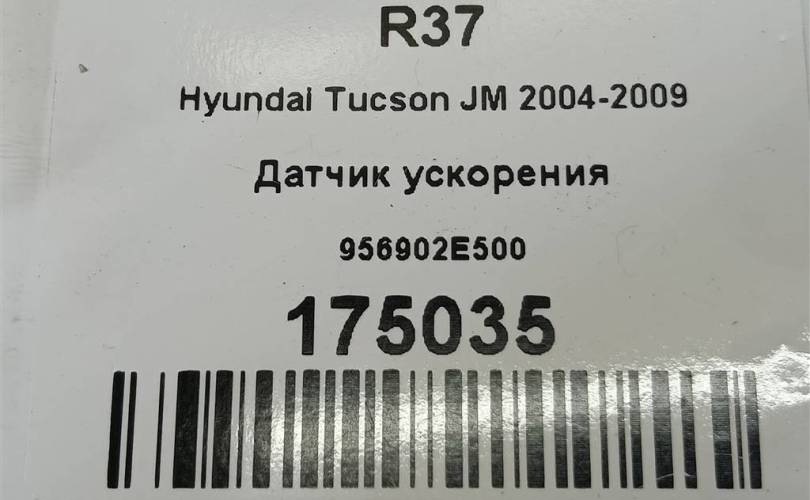 R37
Hyundai Tucson JM 2004-2009
Датчик ускорения
956902E500
175035